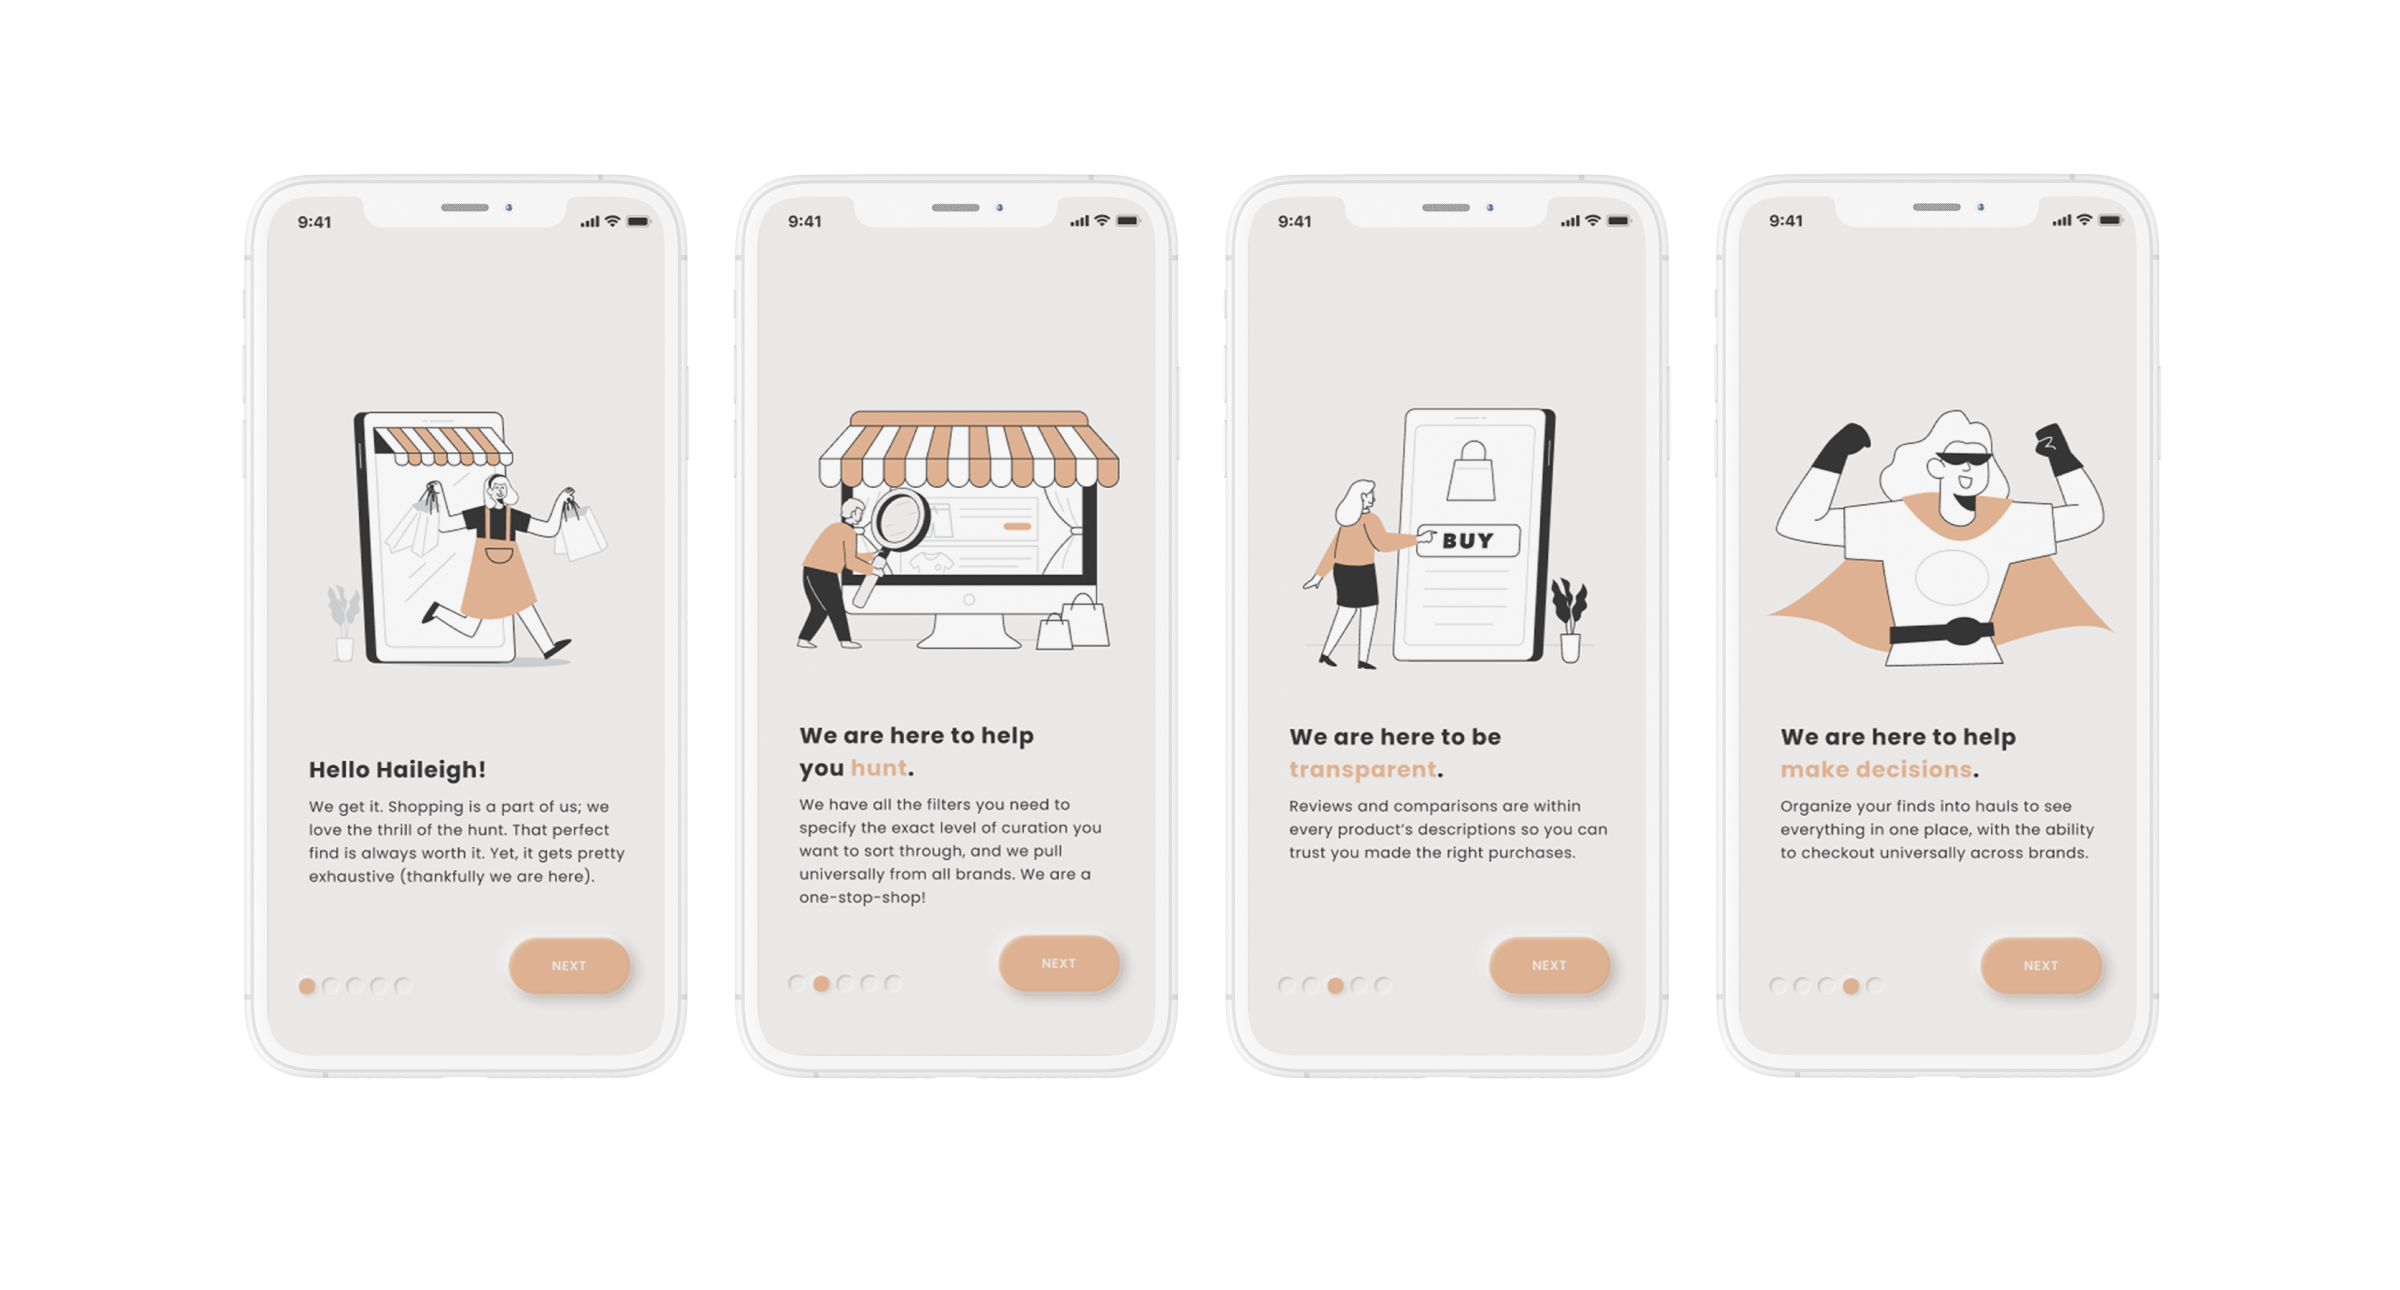 9:41
Hello Haileigh!
We get it. Shopping is a part of us; we
love the thrill of the hunt. That perfect
find is always worth it. Yet, it gets pretty
exhaustive (thankfully we are here).
NEXT
9:41
We are here to help
you hunt.
We have all the filters you need to
specify the exact level of curation you
want to sort through, and we pull
universally from all brands. We are a
one-stop-shop!
NEXT
9:41
BUY
We are here to be
transparent.
Reviews and comparisons are within
every product's descriptions so you can
trust you made the right purchases.
NEXT
9:41
We are here to help
make decisions.
Organize your finds into hauls to see
everything in one place, with the ability
to checkout universally across brands.
NEXT